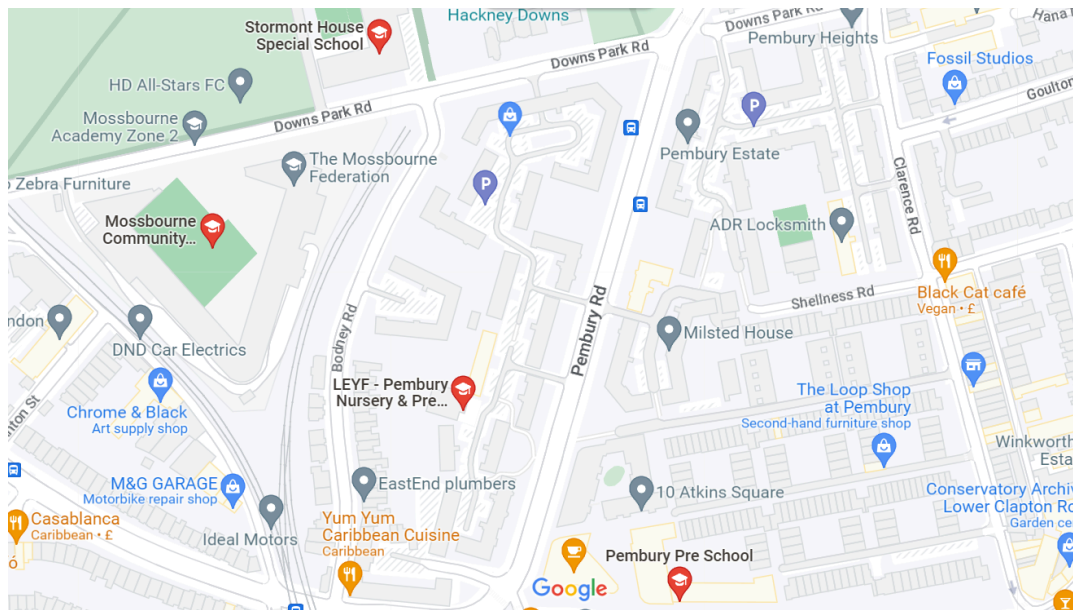 Stormont House
Special School
Hackney Downs
Downs Park Rd
Pembury Heights
Hana
Downs Park Rd
Fossil Studios
HD All-Stars FC
Goulton
Mossbourne
Academy Zone 2
Downs Park Rd
P
Pembury Estate
The Mossbourne
Federation
Zebra Furniture
P
Clarence Rd
Mossbourne
Community...
ADR Locksmith
Black Cat café
Vegan • £
Shellness Rd
ndon
Bodney Rd
Pembury Rd
Milsted House
DND Car Electrics
LEYF - Pembury
Nursery & Pre...
The Loop Shop
at Pembury
Second-hand furniture shop
Chrome & Black
Art supply shop
nton St
Winkworth
Esta
M&G GARAGE
Motorbike repair shop
EastEnd plumbers
10 Atkins Square
Conservatory Archiv
Lower Clapton Ro
Garden cen
Casablanca
Caribbean • £
Ideal Motors
Yum Yum
Caribbean Cuisine
Caribbean
Pembury Pre School
ó
Google